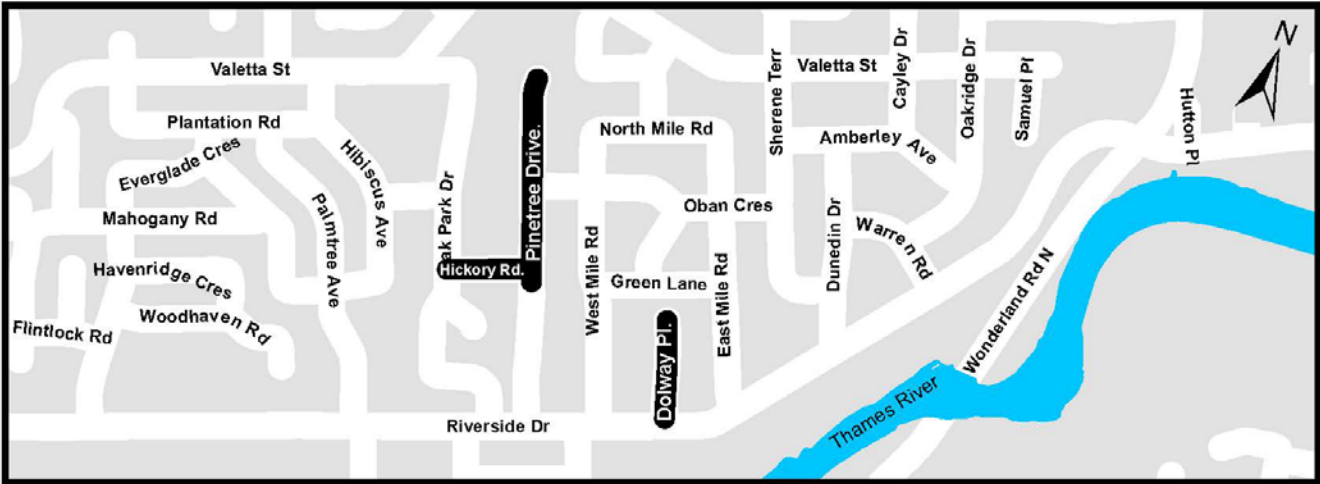 N
Valetta St
Valetta St
Sherene Terr
Cayley Dr
Oakridge Dr
Samuel Pl
Hutton Pl
Plantation Rd
Pinetree Drive.
North Mile Rd
Amberley Ave
Everglade Cres
Hibiscus Ave
Mahogany Rd
Palmtree Ave
ak Park Dr
Oban Cres
Dunedin Dr
Warren Rd
Havenridge Cres
Hickory Rd.
West Mile Rd
Green Lane
East Mile Rd
Woodhaven Rd
Flintlock Rd
Dolway Pl.
Wonderland Rd N
Riverside Dr
Thames River